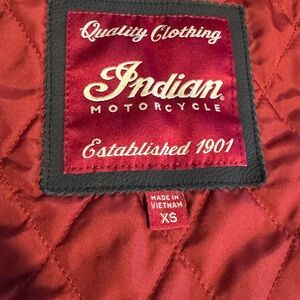 Quality Clothing
Indian
MOTORCYCLE
Established 1901
MADE IN
VIETNAM
XS